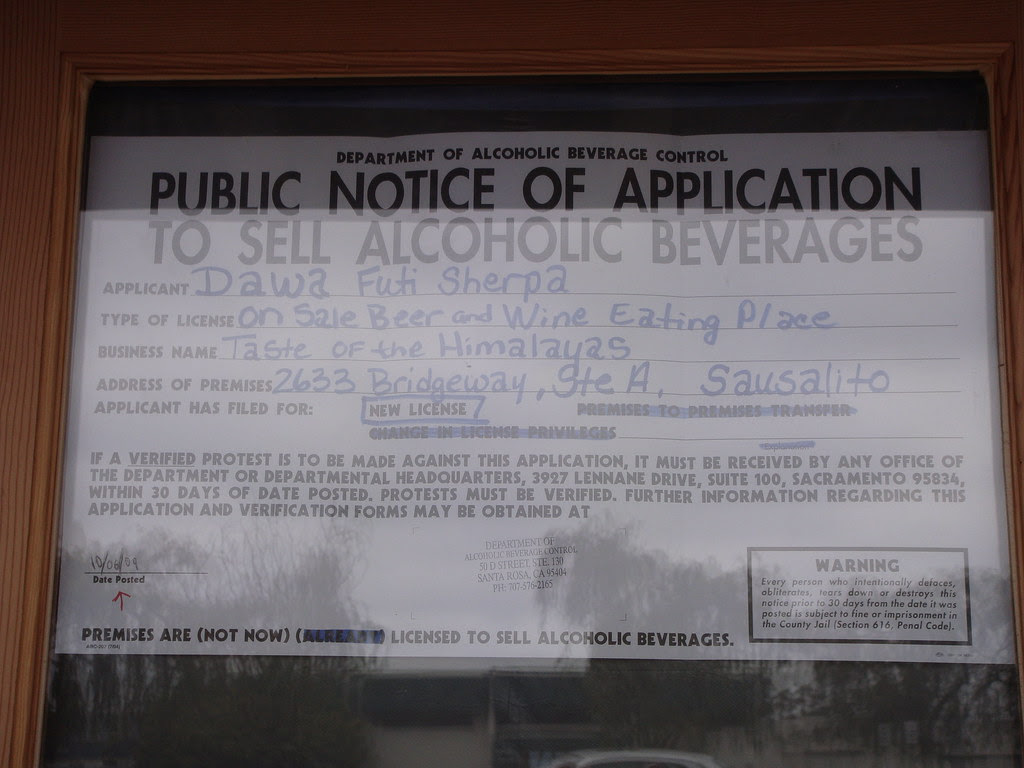 DEPARTMENT OF ALCOHOLIC BEVERAGE CONTROL
PUBLIC NOTICE OF APPLICATION
TO SELL ALCOHOLIC BEVERAGES
APPLICANT Dawa Futi Sherpa
TYPE OF LICENSE On Sale Beer and Wine Eating Place
BUSINESS NAME Taste of the Himalayas
ADDRESS OF PREMISES 2633 Bridgeway, Ste A, Sausalito
APPLICANT HAS FILED FOR: NEW LICENSE PREMISES TO PREMISES TRANSFER
CHANGE IN LICENSE PRIVILEGES
Explanation
IF A VERIFIED PROTEST IS TO BE MADE AGAINST THIS APPLICATION, IT MUST BE RECEIVED BY ANY OFFICE OF
THE DEPARTMENT OR DEPARTMENTAL HEADQUARTERS, 3927 LENNANE DRIVE, SUITE 100, SACRAMENTO 95834,
WITHIN 30 DAYS OF DATE POSTED. PROTESTS MUST BE VERIFIED. FURTHER INFORMATION REGARDING THIS
APPLICATION AND VERIFICATION FORMS MAY BE OBTAINED AT
DEPARTMENT OF
ALCOHOLIC BEVERAGE CONTROL
50 D STREET, STE. 130
SANTA ROSA, CA 95404
PH: 707-576-2165
10/06/09
Date Posted
WARNING
Every person who intentionally defaces,
obliterates, tears down or destroys this
notice prior to 30 days from the date it was
posted is subject to fine or imprisonment in
the County Jail (Section 616, Penal Code).
PREMISES ARE (NOT NOW) (ALREADY) LICENSED TO SELL ALCOHOLIC BEVERAGES.